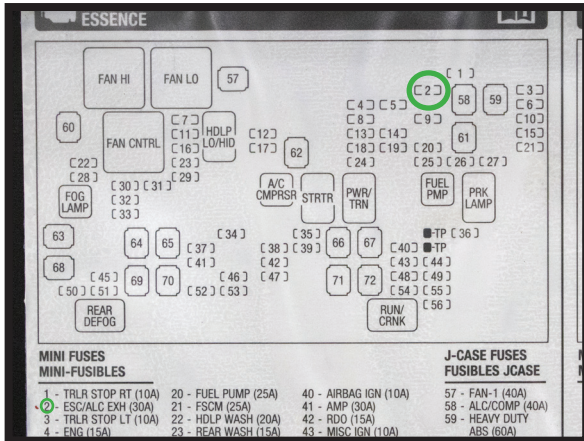 ESSENCE
FAN HI FAN LO 57
[ 1 ]
[ 2 ] 58 59 [ 3 ]
[ 4 ] [ 5 ] [ 6 ]
60 FAN CNTRL [ 7 ] HDLP LO/HID [ 8 ] [ 9 ] [ 10 ]
[ 11 ] [ 12 ] [ 13 ] [ 14 ] 61 [ 15 ]
[ 16 ] [ 17 ] 62 [ 18 ] [ 19 ] [ 20 ] [ 21 ]
[ 22 ] [ 23 ] [ 24 ] [ 25 ] [ 26 ] [ 27 ]
[ 28 ] [ 29 ]
FOG LAMP [ 30 ] [ 31 ] A/C CMPRSR STRTR PWR/ TRN FUEL PMP PRK LAMP
[ 32 ]
[ 33 ]
63 64 65 [ 34 ] [ 35 ] 66 67 TP [ 36 ]
[ 37 ] [ 38 ] [ 39 ] [ 40 ] TP
68 [ 41 ] [ 42 ] [ 43 ] [ 44 ]
[ 45 ] 69 70 [ 46 ] [ 47 ] 71 72 [ 48 ] [ 49 ]
[ 50 ] [ 51 ] [ 52 ] [ 53 ] [ 54 ] [ 55 ]
[ 56 ]
REAR DEFOG RUN/ CRNK
MINI FUSES
MINI-FUSIBLES
1 - TRLR STOP RT (10A)
2 - ESC/ALC EXH (30A)
3 - TRLR STOP LT (10A)
4 - ENG (15A)
20 - FUEL PUMP (25A)
21 - FSCM (25A)
22 - HDLP WASH (20A)
23 - REAR WASH (15A)
40 - AIRBAG IGN (10A)
41 - AMP (30A)
42 - RDO (15A)
43 - MISC IGN (10A)
J-CASE FUSES
FUSIBLES JCASE
57 - FAN-1 (40A)
58 - ALC/COMP (40A)
59 - HEAVY DUTY
ABS (60A)